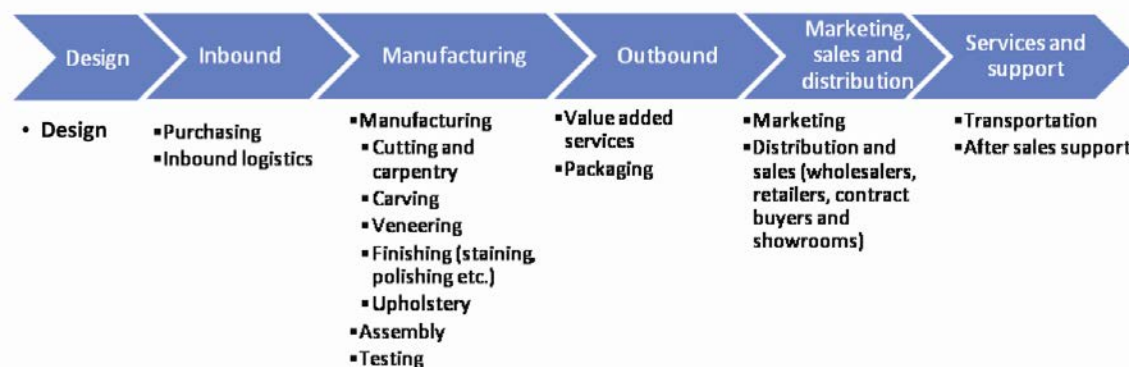 Design
Inbound
Manufacturing
Outbound
Marketing,
sales and
distribution
Services and
support
• Design
▪Purchasing
▪Inbound logistics
▪Manufacturing
▪Cutting and
carpentry
▪Carving
▪Veneering
▪Finishing (staining,
polishing etc.)
▪Upholstery
▪Assembly
▪Testing
▪Value added
services
▪Packaging
▪Marketing
▪Distribution and
sales (wholesalers,
retailers, contract
buyers and
showrooms)
▪Transportation
▪After sales support